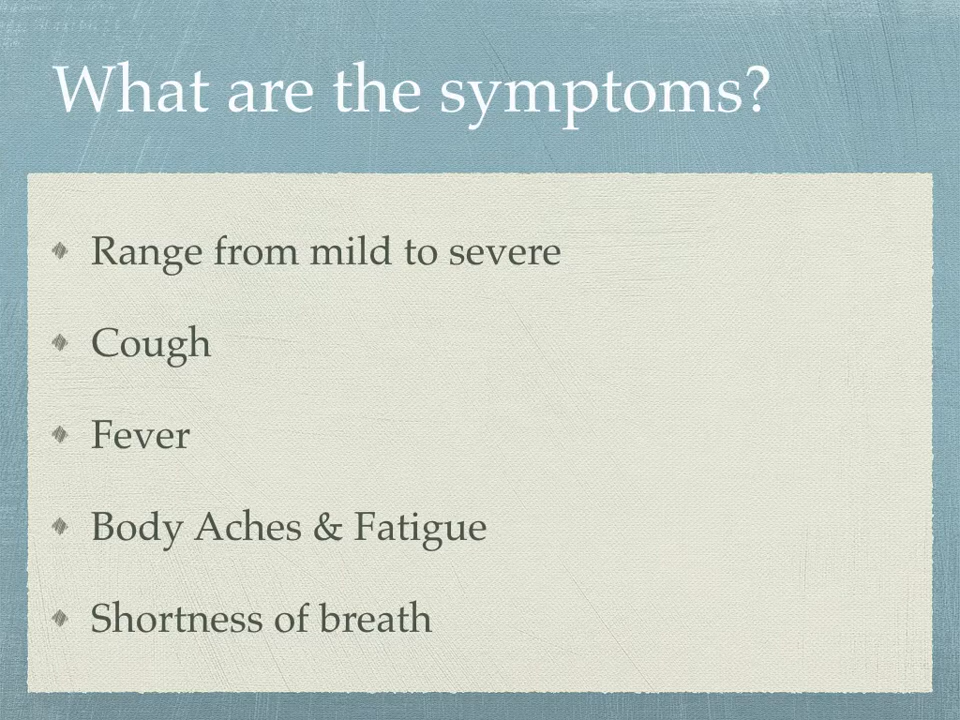 What are the symptoms?
Range from mild to severe
Cough
Fever
Body Aches & Fatigue
Shortness of breath